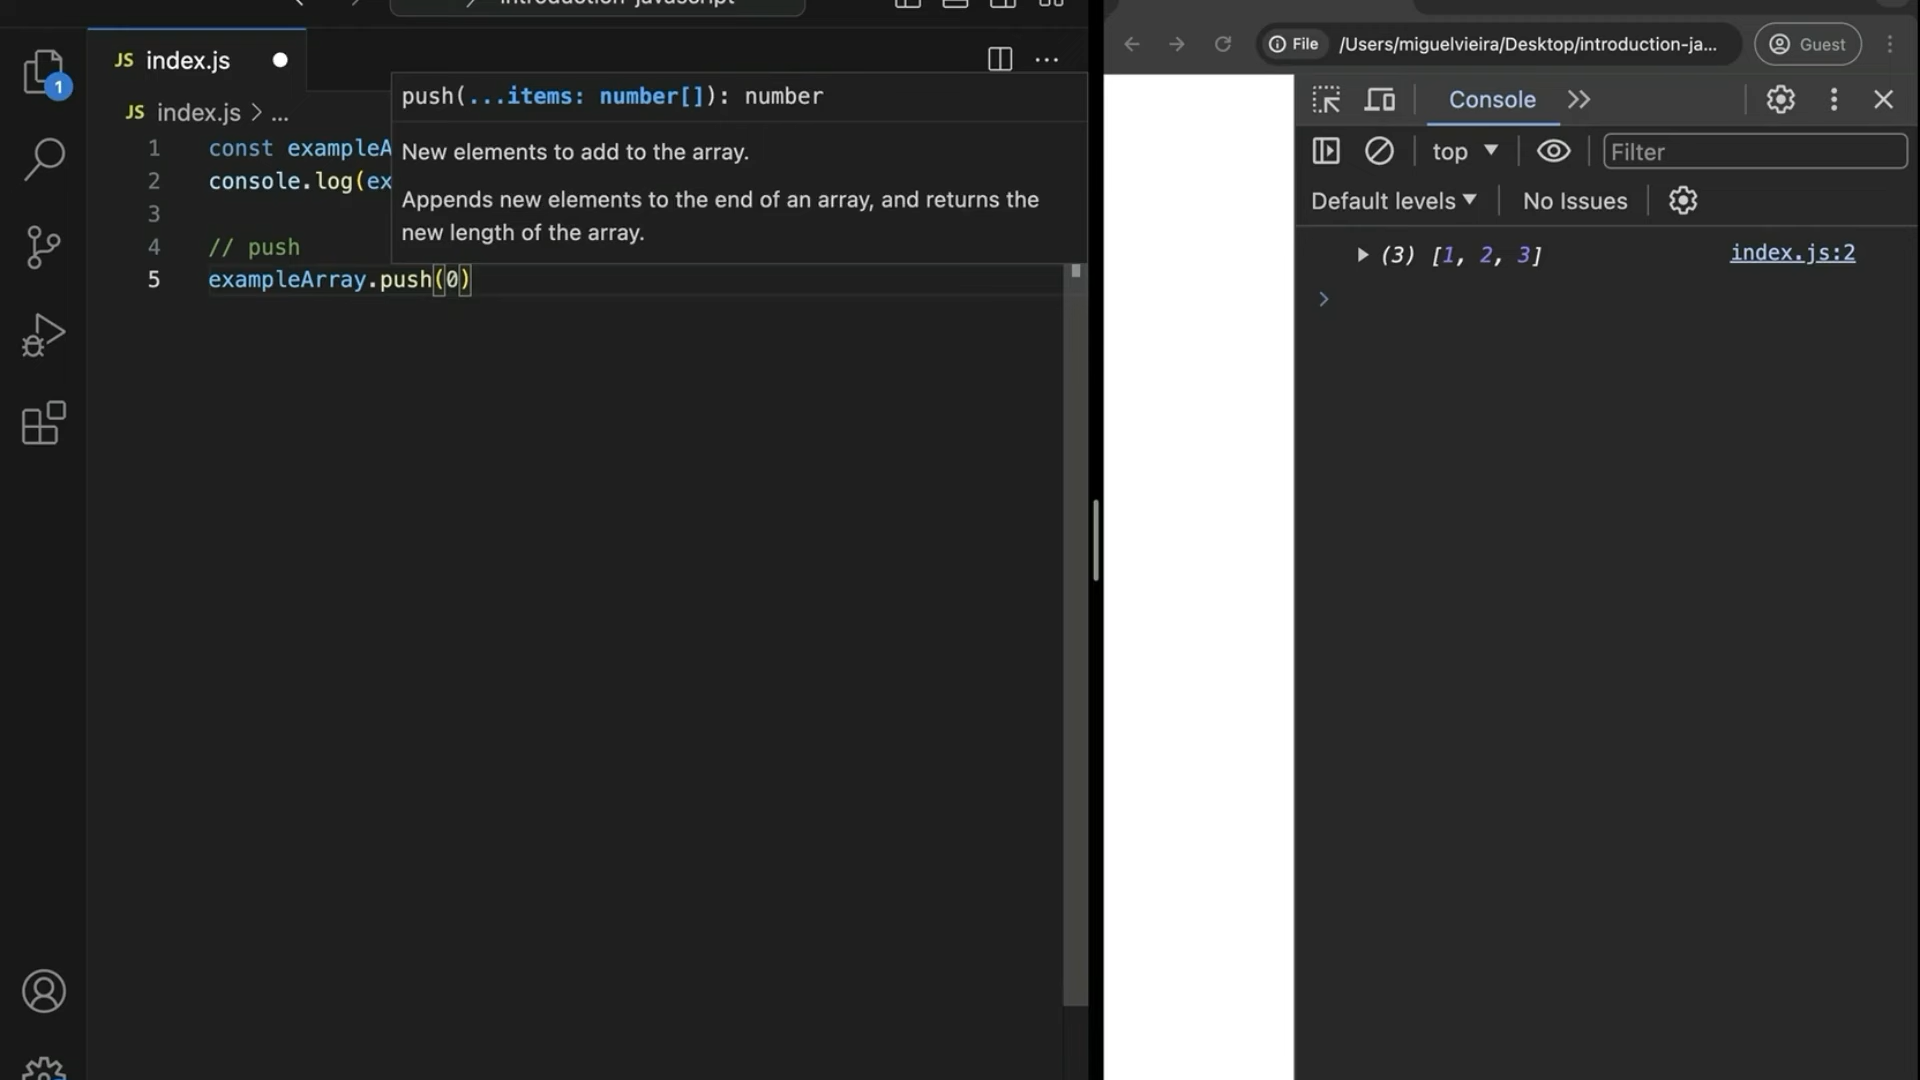 introduction-javascript
JS index.js
JS index.js > ...
1
push(...items: number[]): number
New elements to add to the array.
Appends new elements to the end of an array, and returns the
new length of the array.
1 const exampleA
2 console.log(ex
3
4 // push
5 exampleArray.push(0)
File /Users/miguelvieira/Desktop/introduction-ja... Guest
Console
top Filter
Default levels No Issues
(3) [1, 2, 3] index.js:2